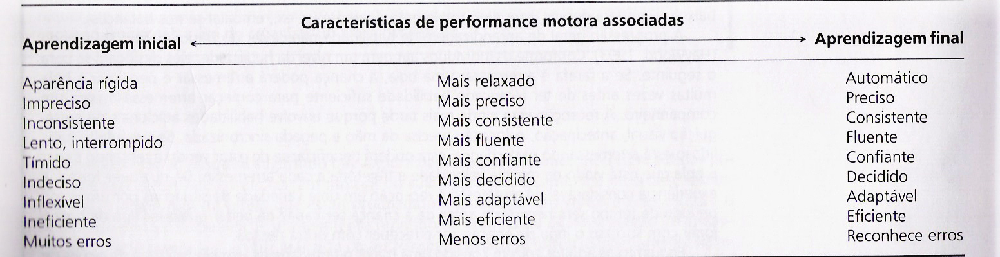 Características de performance motora associadas
Aprendizagem inicial Aprendizagem final
Aparência rígida Mais relaxado Automático
Impreciso Mais preciso Preciso
Inconsistente Mais consistente Consistente
Lento, interrompido Mais fluente Fluente
Tímido Mais confiante Confiante
Indeciso Mais decidido Decidido
Inflexível Mais adaptável Adaptável
Ineficiente Mais eficiente Eficiente
Muitos erros Menos erros Reconhece erros